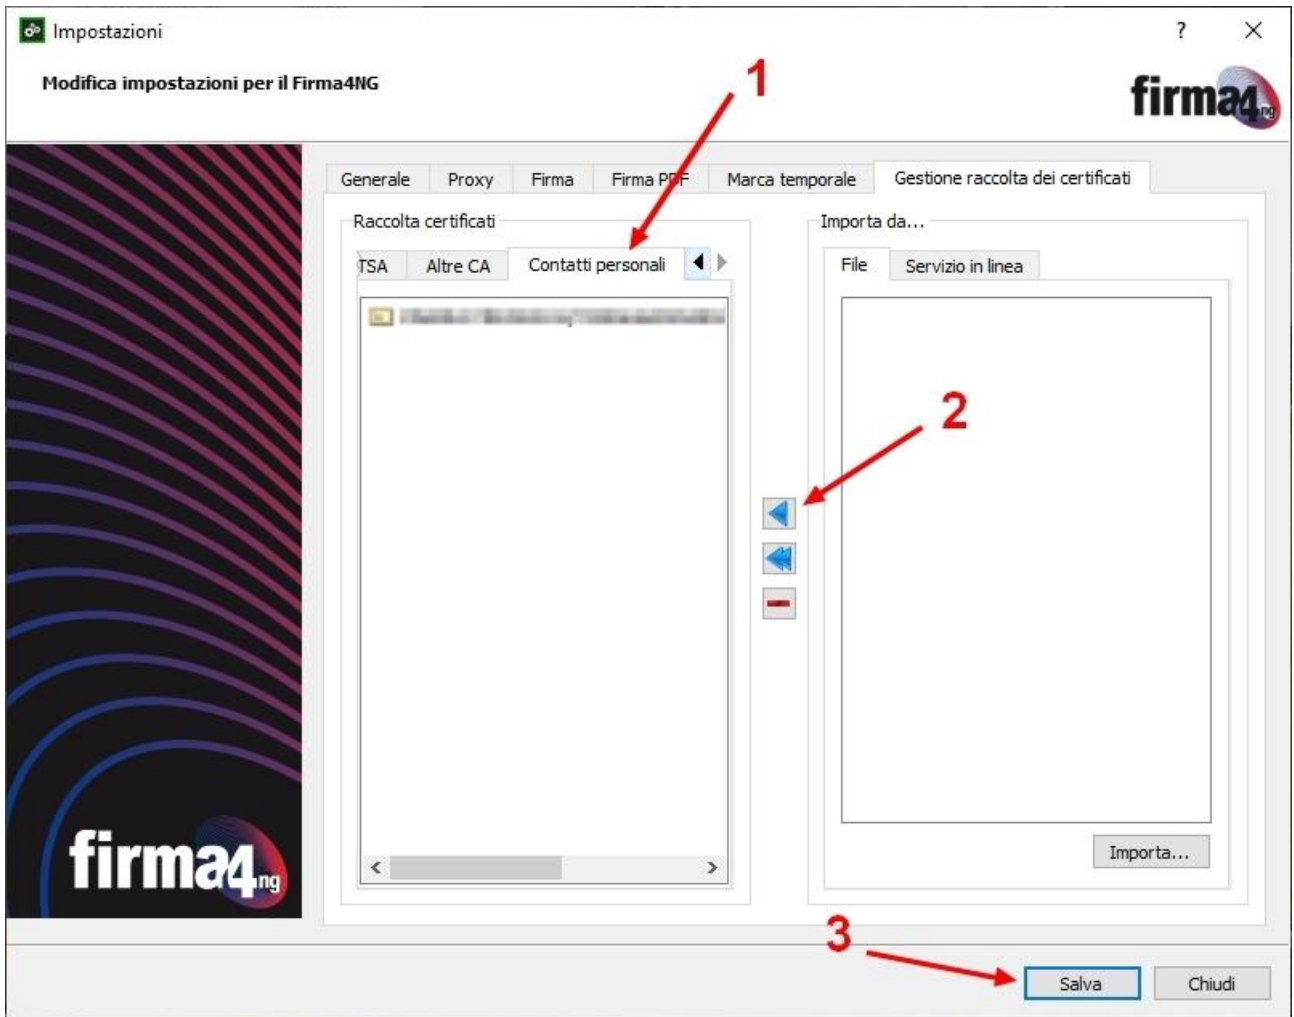 Impostazioni
?
Modifica impostazioni per il Firma4NG
1
firma4ng
Generale Proxy Firma Firma PDF Marca temporale Gestione raccolta dei certificati
Raccolta certificati
Importa da...
TSA Altre CA Contatti personali
File Servizio in linea
2
Importa...
firma4ng
3
Salva Chiudi